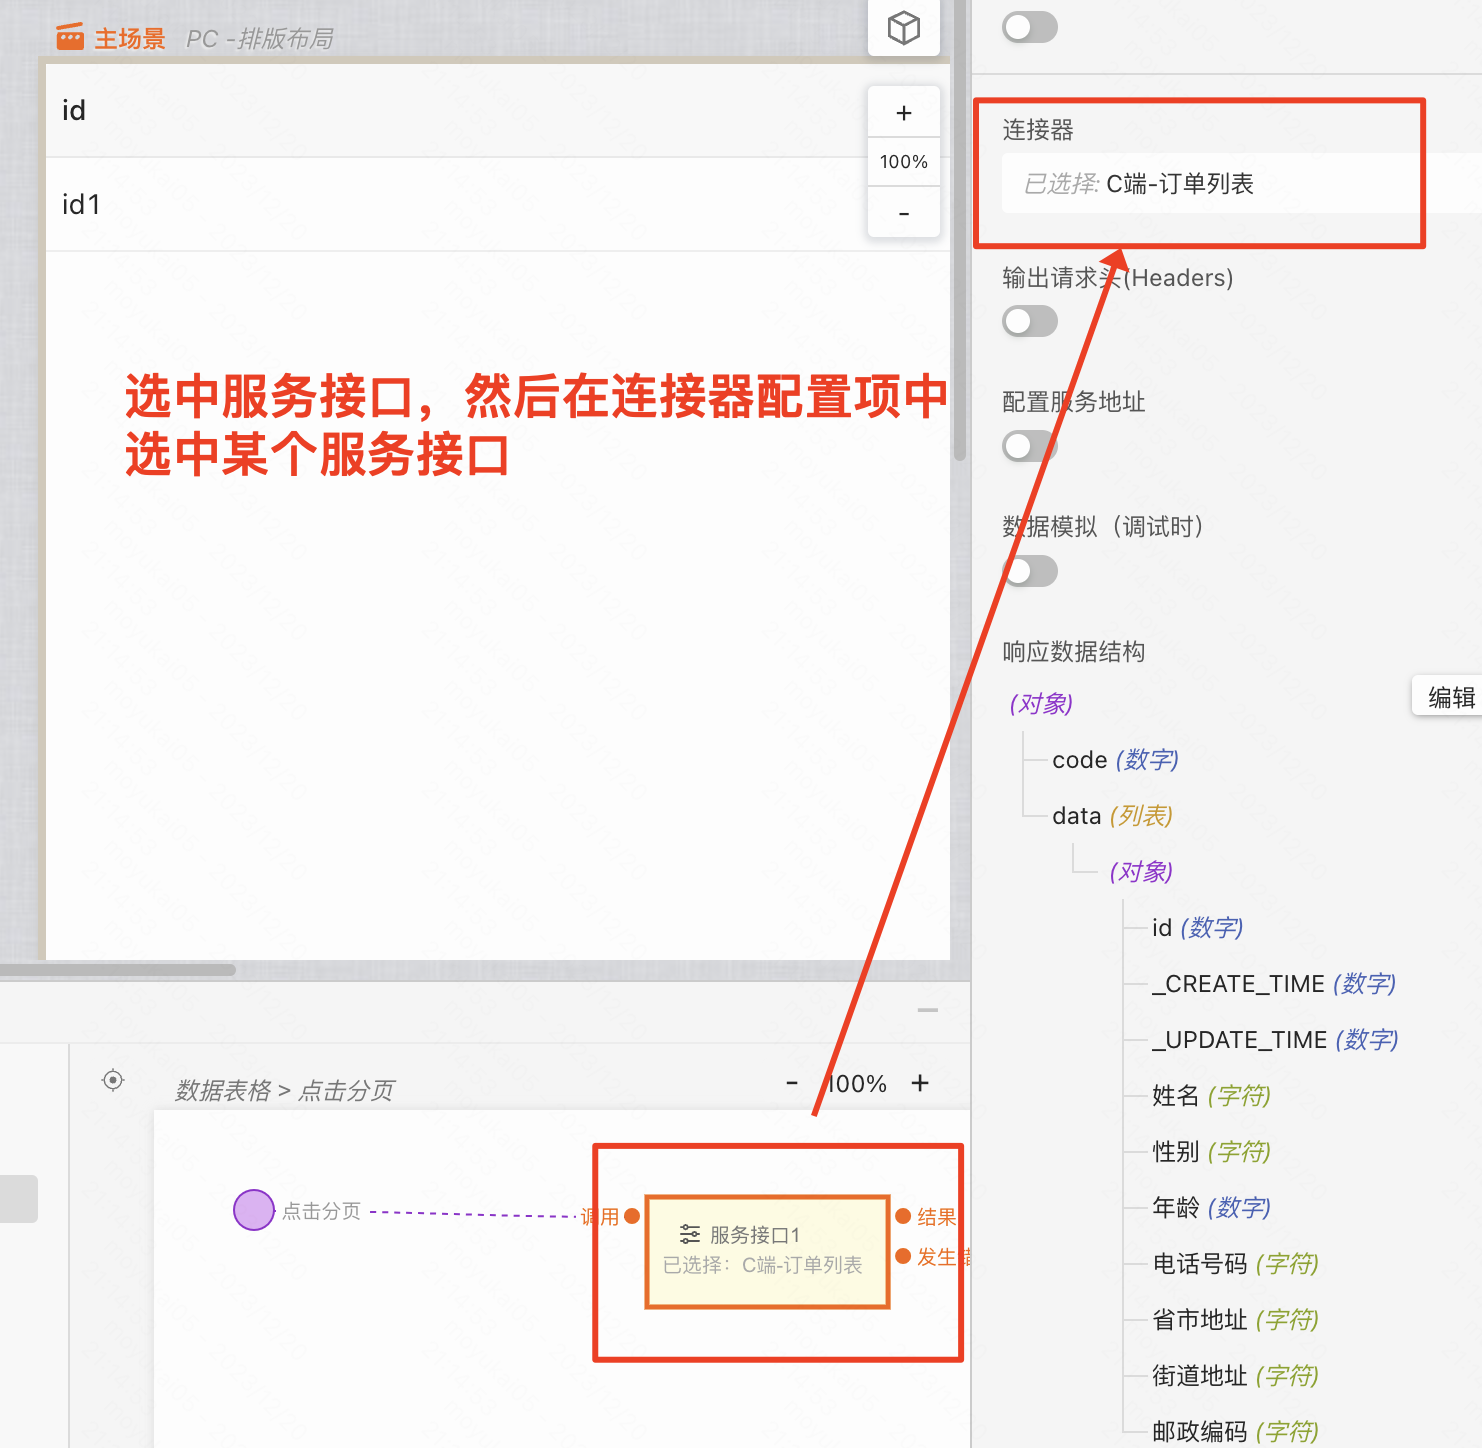 主场景 PC -排版布局
id
id1
+
100%
-
选中服务接口，然后在连接器配置项中
选中某个服务接口
数据表格 > 点击分页
- 100% +
点击分页
调用
服务接口1
已选择：C端-订单列表
结果
发生
连接器
已选择: C端-订单列表
输出请求头(Headers)
配置服务地址
数据模拟（调试时）
响应数据结构
编辑
(对象)
code (数字)
data (列表)
(对象)
id (数字)
_CREATE_TIME (数字)
_UPDATE_TIME (数字)
姓名 (字符)
性别 (字符)
年龄 (数字)
电话号码 (字符)
省市地址 (字符)
街道地址 (字符)
邮政编码 (字符)